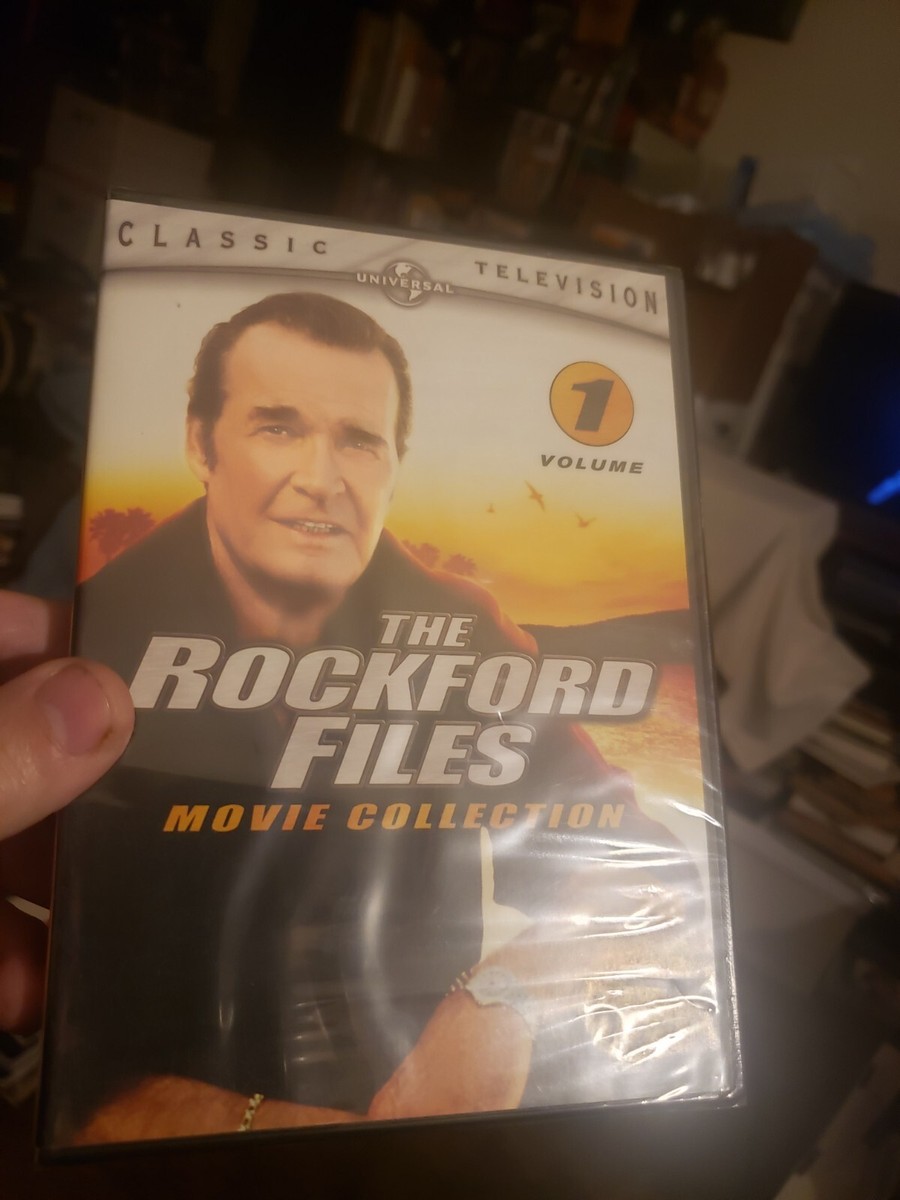 CLASSIC TELEVISION
UNIVERSAL
1
VOLUME
THE
ROCKFORD
FILES
MOVIE COLLECTION